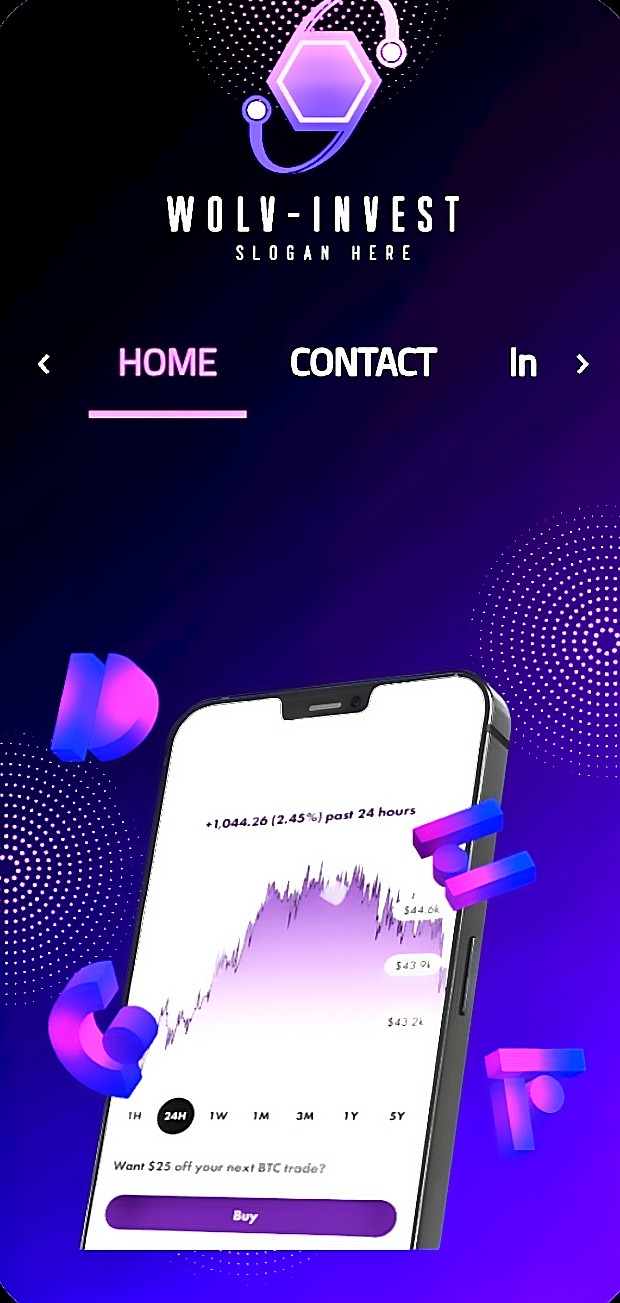 WOLV-INVEST
SLOGAN HERE
HOME CONTACT In
D
+1,044.26 (2.45%) past 24 hours
E
$44.6k
$43.9k
C
$43.2k
F
1H 24H 1W 1M 3M 1Y 5Y
Want $25 off your next BTC trade?
Buy